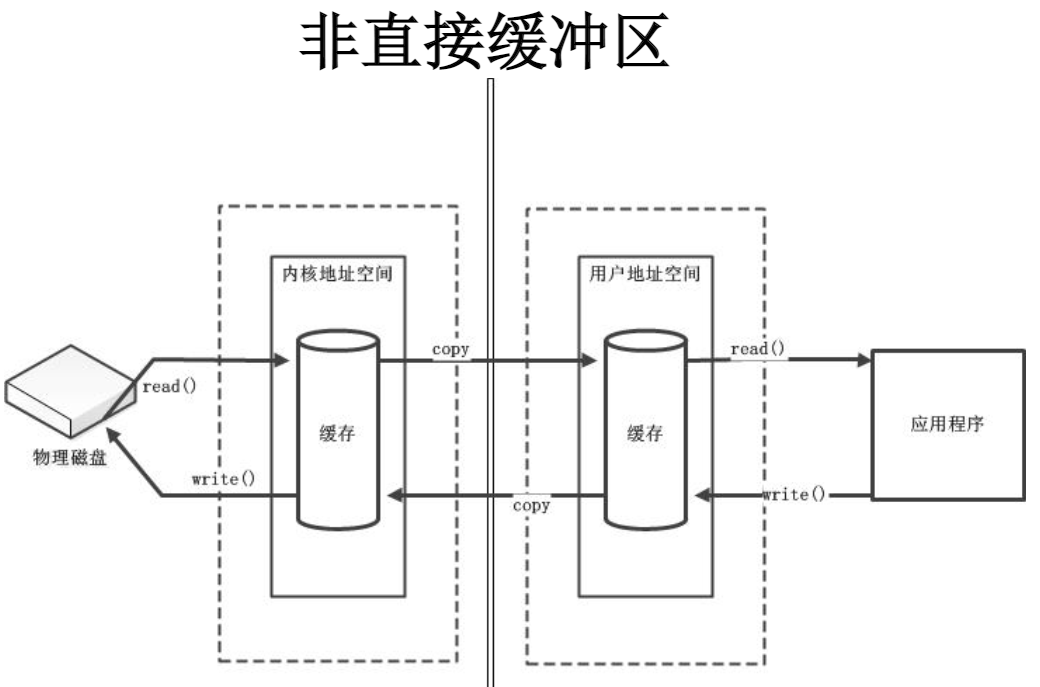 非直接缓冲区
内核地址空间
用户地址空间
copy
read()
read()
缓存
缓存
应用程序
物理磁盘
write()
copy
write()